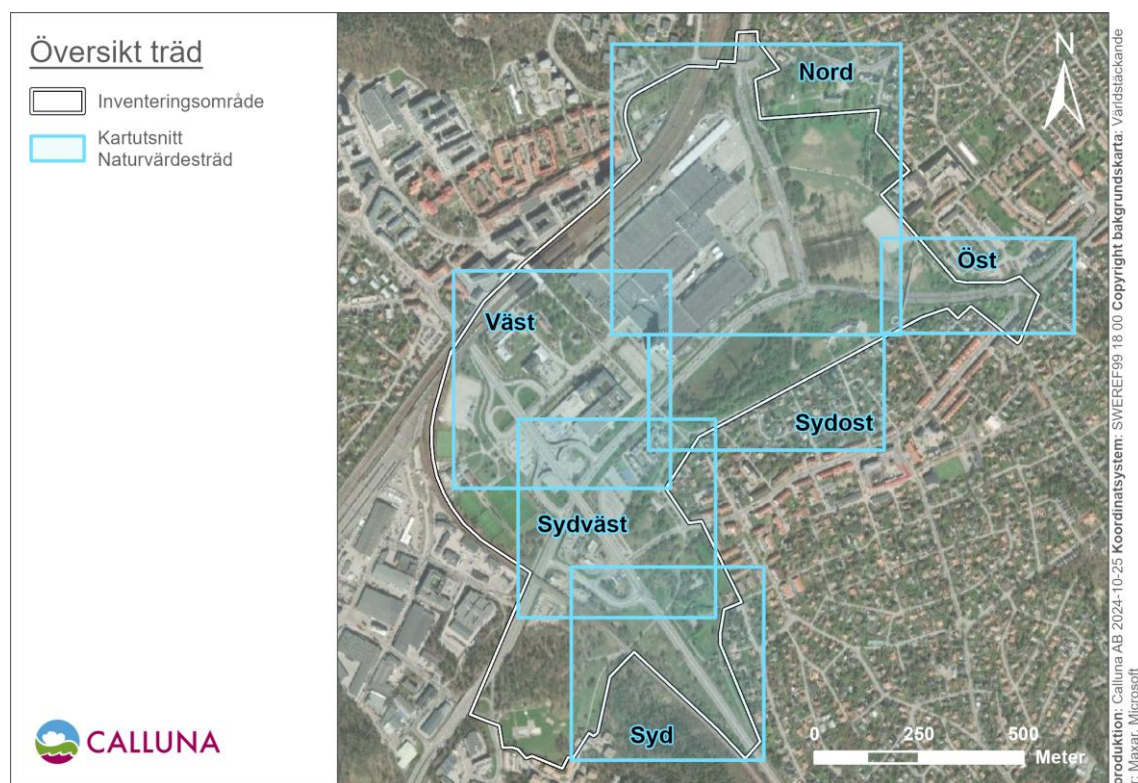 Översikt träd
Inventeringsområde
Kartutsnitt
Naturvärdesträd
CALLUNA
N
Nord
Öst
Väst
Sydost
Sydväst
Syd
0 250 500
Meter
produktion: Calluna AB 2024-10-25 Koordinatsystem: SWEREF99 18 00 Copyright bakgrundskarta: Världstäckande
: Maxar, Microsoft